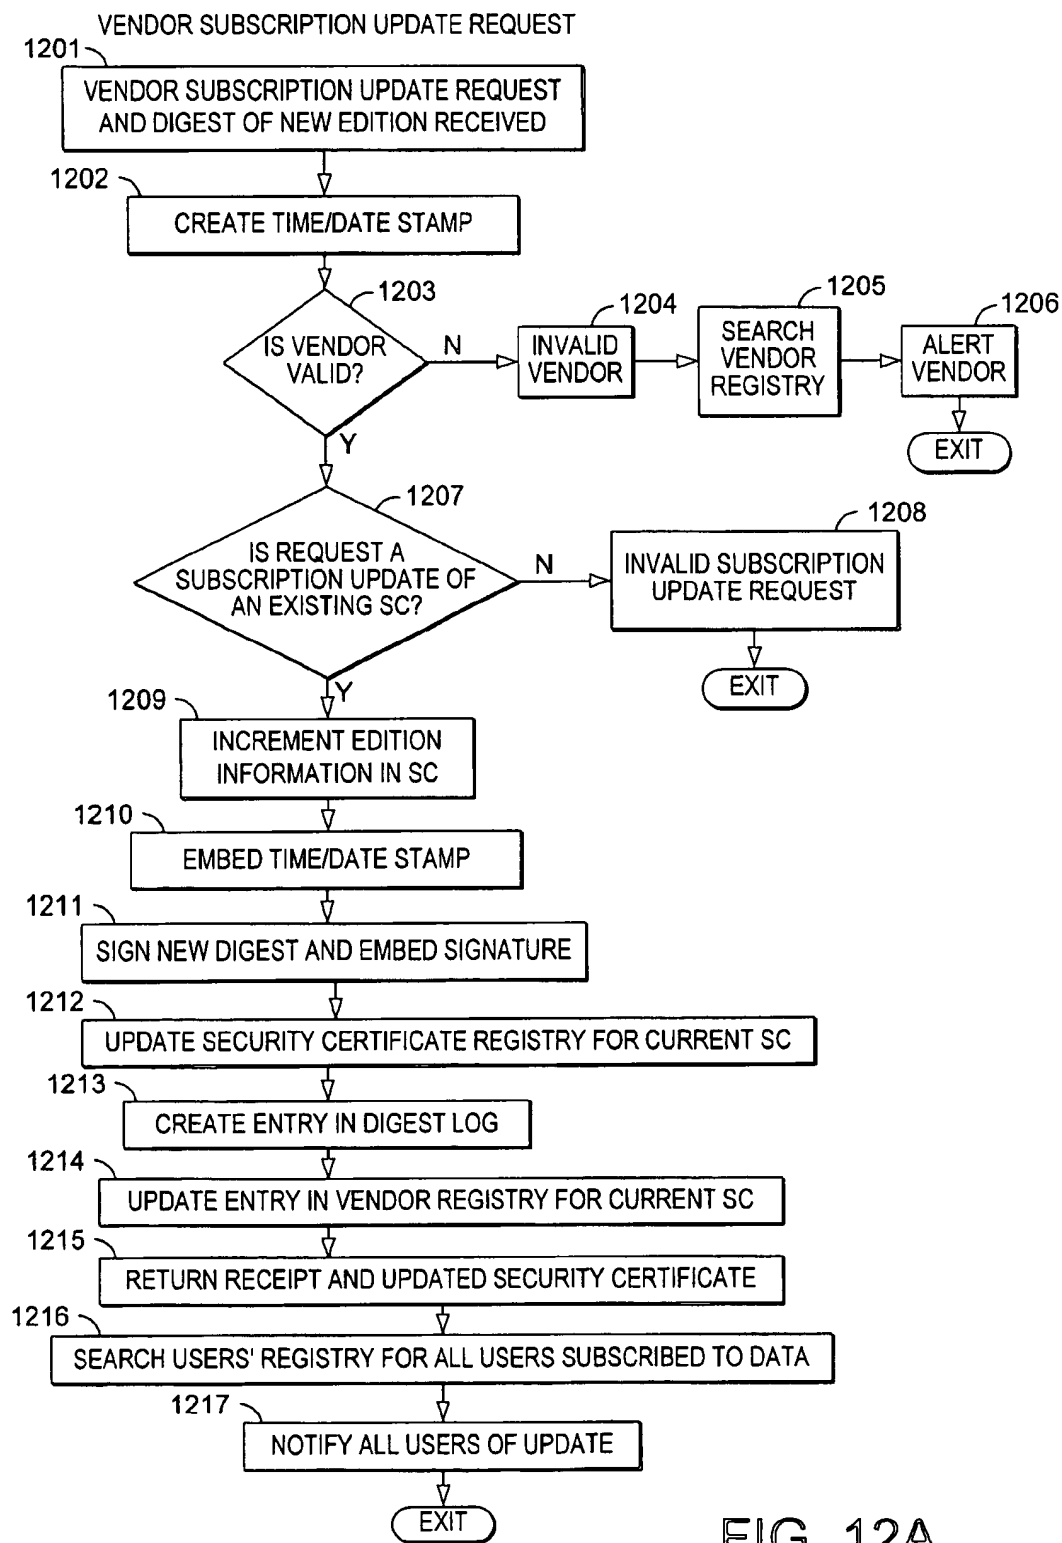 VENDOR SUBSCRIPTION UPDATE REQUEST
1201
VENDOR SUBSCRIPTION UPDATE REQUEST
AND DIGEST OF NEW EDITION RECEIVED
1202
CREATE TIME/DATE STAMP
1203
IS VENDOR
VALID?
N
Y
1204
INVALID
VENDOR
1205
SEARCH
VENDOR
REGISTRY
1206
ALERT
VENDOR
EXIT
1207
IS REQUEST A
SUBSCRIPTION UPDATE OF
AN EXISTING SC?
N
Y
1208
INVALID SUBSCRIPTION
UPDATE REQUEST
EXIT
1209
INCREMENT EDITION
INFORMATION IN SC
1210
EMBED TIME/DATE STAMP
1211
SIGN NEW DIGEST AND EMBED SIGNATURE
1212
UPDATE SECURITY CERTIFICATE REGISTRY FOR CURRENT SC
1213
CREATE ENTRY IN DIGEST LOG
1214
UPDATE ENTRY IN VENDOR REGISTRY FOR CURRENT SC
1215
RETURN RECEIPT AND UPDATED SECURITY CERTIFICATE
1216
SEARCH USERS' REGISTRY FOR ALL USERS SUBSCRIBED TO DATA
1217
NOTIFY ALL USERS OF UPDATE
EXIT
FIG. 12A